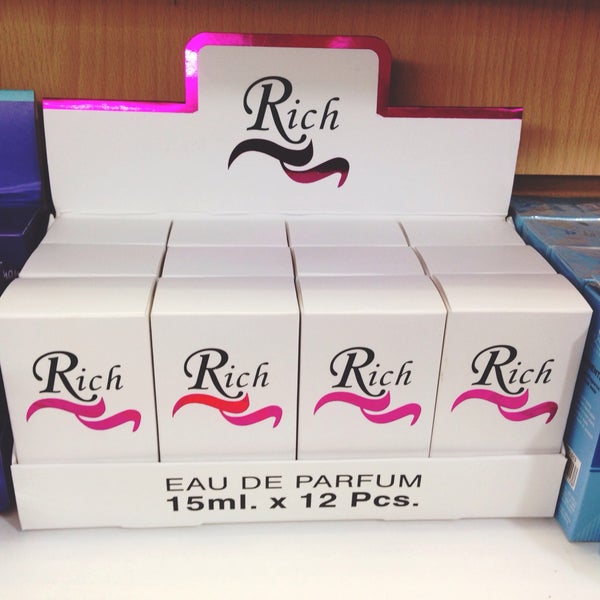 Rich
Rich
Rich
Rich
Rich
EAU DE PARFUM
15ml. x 12 Pcs.